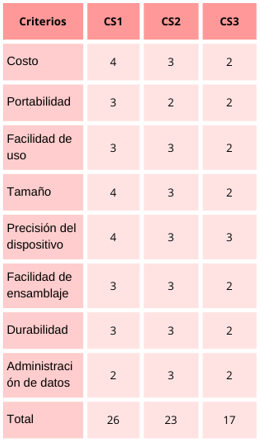 Criterios CS1 CS2 CS3
Costo 4 3 2
Portabilidad 3 2 2
Facilidad de
uso 3 3 2
Tamaño 4 3 2
Precisión del
dispositivo 4 3 3
Facilidad de
ensamblaje 3 3 2
Durabilidad 3 3 2
Administraci
ón de datos 2 3 2
Total 26 23 17